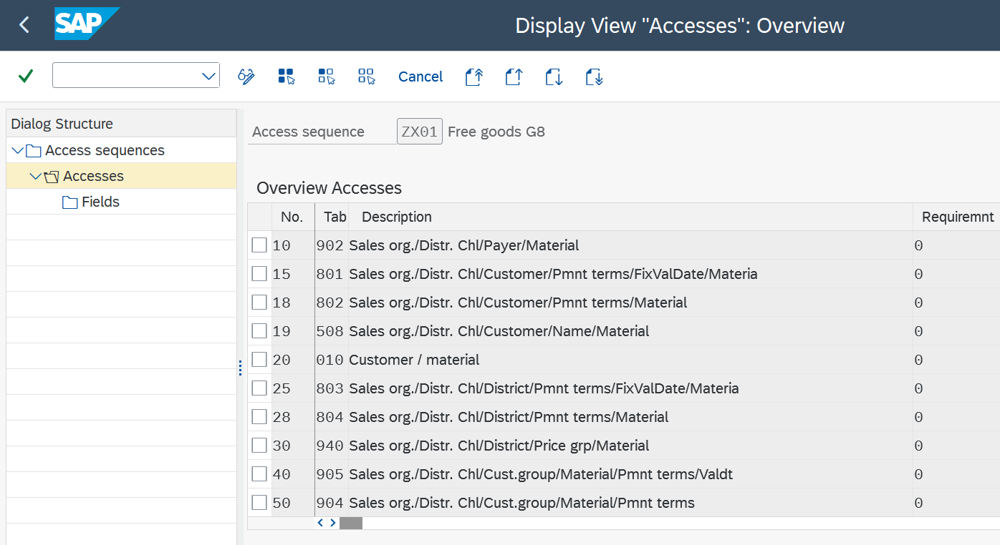 SAP
Display View "Accesses": Overview
Cancel
Dialog Structure
Access sequences
Accesses
Fields
Access sequence ZX01 Free goods G8
Overview Accesses
No. Tab Description Requiremnt
10 902 Sales org./Distr. Chl/Payer/Material 0
15 801 Sales org./Distr. Chl/Customer/Pmnt terms/FixValDate/Materia 0
18 802 Sales org./Distr. Chl/Customer/Pmnt terms/Material 0
19 508 Sales org./Distr. Chl/Customer/Name/Material 0
20 010 Customer / material 0
25 803 Sales org./Distr. Chl/District/Pmnt terms/FixValDate/Materia 0
28 804 Sales org./Distr. Chl/District/Pmnt terms/Material 0
30 940 Sales org./Distr. Chl/District/Price grp/Material 0
40 905 Sales org./Distr. Chl/Cust.group/Material/Pmnt terms/Valdt 0
50 904 Sales org./Distr. Chl/Cust.group/Material/Pmnt terms 0